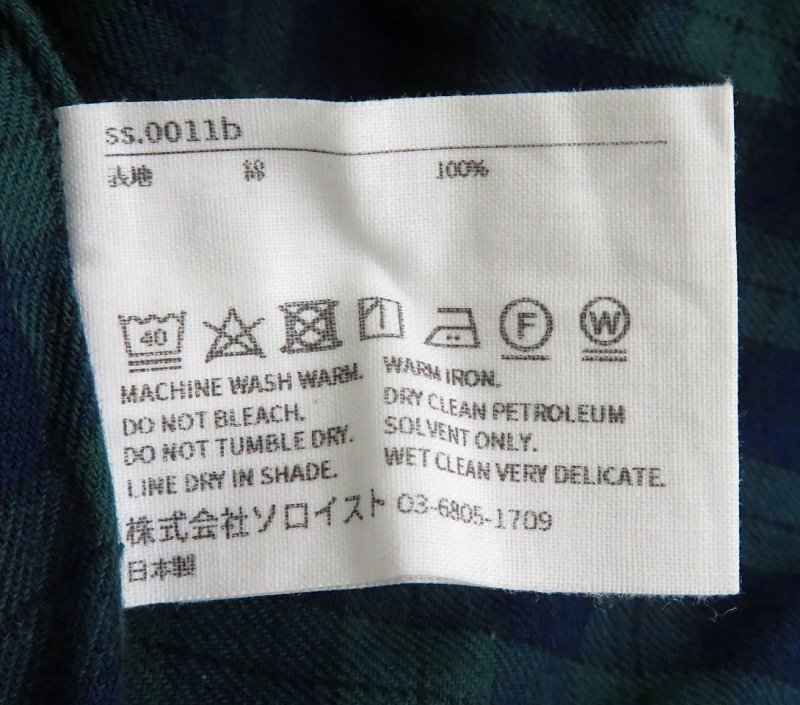 ss.0011b
表地 綿 100%
40
F
W
MACHINE WASH WARM.
DO NOT BLEACH.
DO NOT TUMBLE DRY.
LINE DRY IN SHADE.
WARM IRON.
DRY CLEAN PETROLEUM
SOLVENT ONLY.
WET CLEAN VERY DELICATE.
株式会社ソロイスト 03-6805-1709
日本製